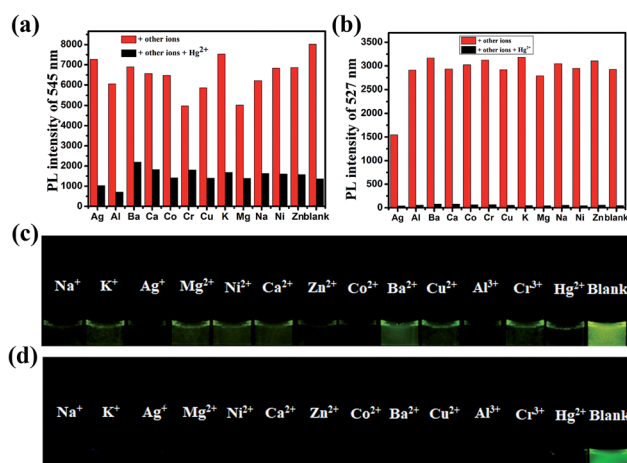 (a)
+ other ions
+ other ions + Hg²⁺
PL intensity of 545 nm
8000
7000
6000
5000
4000
3000
2000
1000
0
Ag Al Ba Ca Co Cr Cu K Mg Na Ni Zn blank
(b)
+ other ions
+ other ions + Hg²⁺
PL intensity of 527 nm
3000
2500
2000
1500
1000
500
0
Ag Al Ba Ca Co Cr Cu K Mg Na Ni Zn blank
(c)
Na⁺ K⁺ Ag⁺ Mg²⁺ Ni²⁺ Ca²⁺ Zn²⁺ Co²⁺ Ba²⁺ Cu²⁺ Al³⁺ Cr³⁺ Hg²⁺ Blank
(d)
Na⁺ K⁺ Ag⁺ Mg²⁺ Ni²⁺ Ca²⁺ Zn²⁺ Co²⁺ Ba²⁺ Cu²⁺ Al³⁺ Cr³⁺ Hg²⁺ Blank